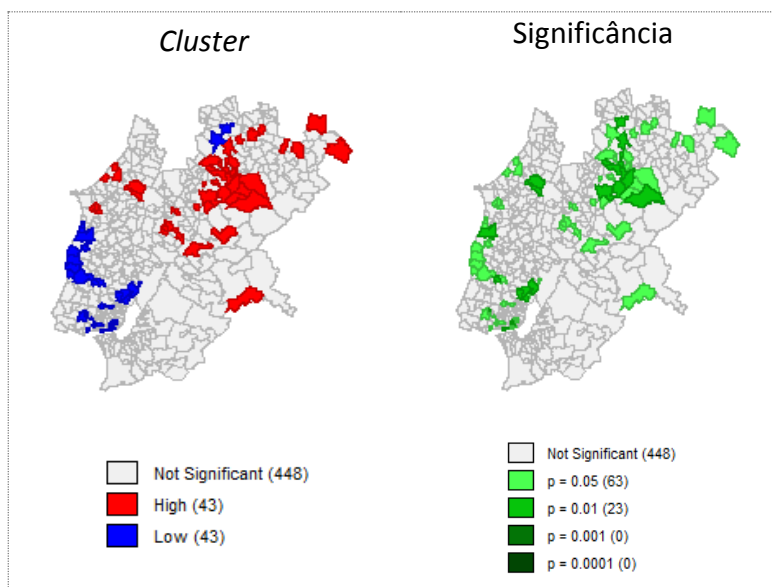 Cluster
Significância
Not Significant (448)
High (43)
Low (43)
Not Significant (448)
p = 0.05 (63)
p = 0.01 (23)
p = 0.001 (0)
p = 0.0001 (0)